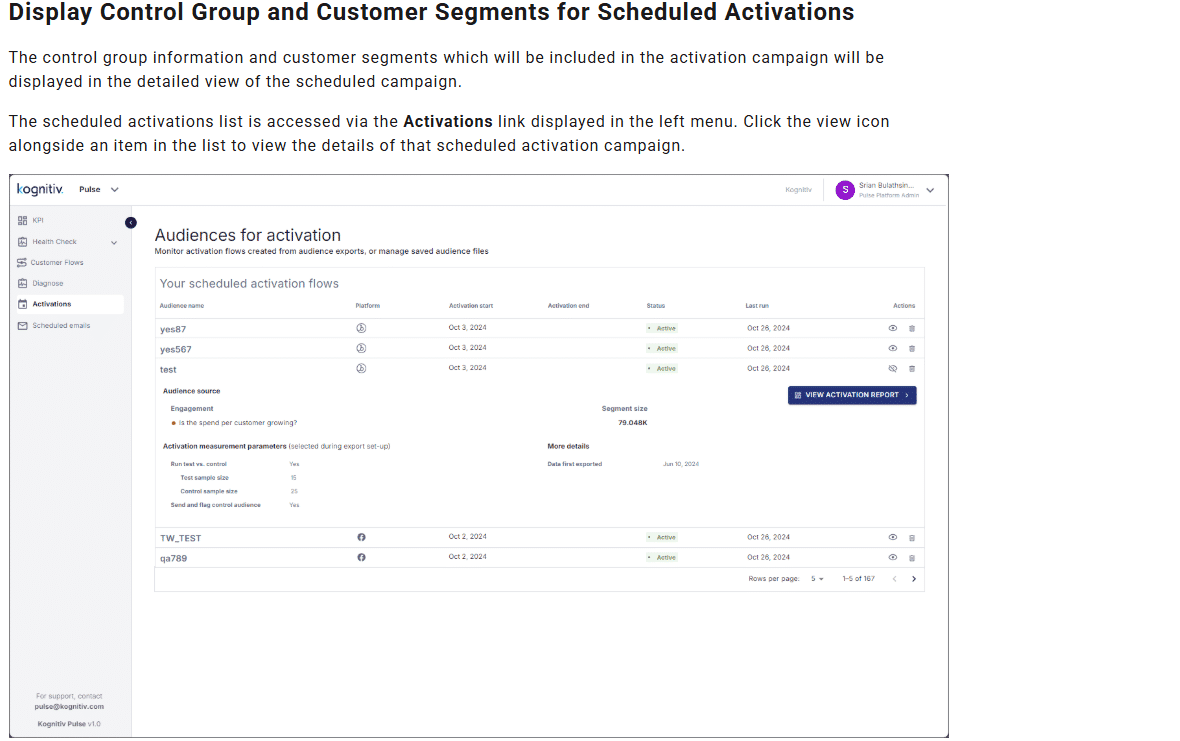 Display Control Group and Customer Segments for Scheduled Activations
The control group information and customer segments which will be included in the activation campaign will be
displayed in the detailed view of the scheduled campaign.
The scheduled activations list is accessed via the Activations link displayed in the left menu. Click the view icon
alongside an item in the list to view the details of that scheduled activation campaign.
kognitiv. Pulse
Kognitiv
S
Srian Bulathsin...
Pulse Platform Admin
KPI
Health Check
Customer Flows
Diagnose
Activations
Scheduled emails
Audiences for activation
Monitor activation flows created from audience exports, or manage saved audience files
Your scheduled activation flows
Audience name Platform Activation start Activation end Status Last run Actions
yes87 Oct 3, 2024 Active Oct 26, 2024
yes567 Oct 3, 2024 Active Oct 26, 2024
test Oct 3, 2024 Active Oct 26, 2024
Audience source
VIEW ACTIVATION REPORT
Engagement Segment size
Is the spend per customer growing? 79.048K
Activation measurement parameters (selected during export set-up) More details
Run test vs. control Yes Data first exported Jun 10, 2024
Test sample size 15
Control sample size 25
Send and flag control audience Yes
TW_TEST Oct 2, 2024 Active Oct 26, 2024
qa789 Oct 2, 2024 Active Oct 26, 2024
Rows per page: 5 1–5 of 167
For support, contact
pulse@kognitiv.com
Kognitiv Pulse v1.0